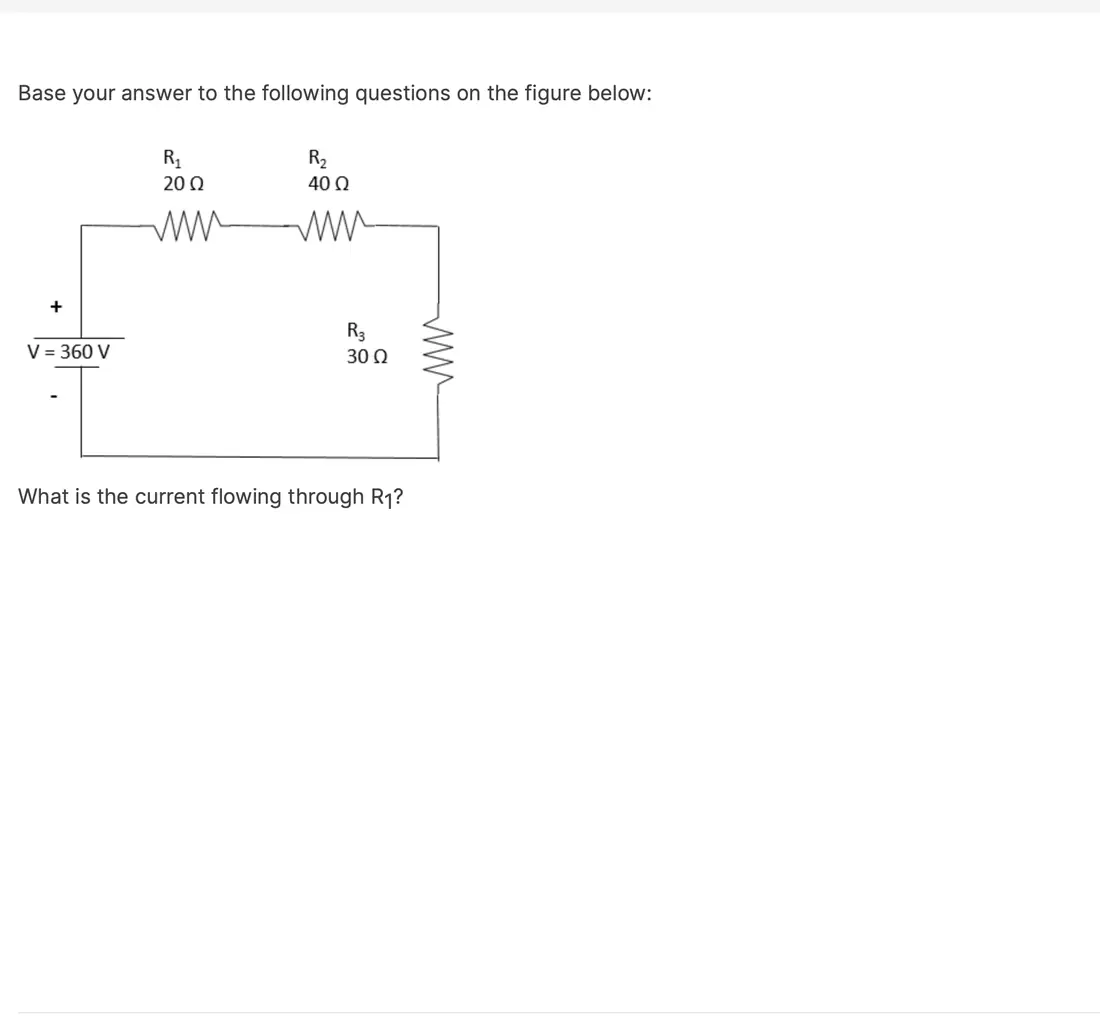 Base your answer to the following questions on the figure below:
R₁ R₂
20 Ω 40 Ω
+
R₃
V = 360 V
30 Ω
-
What is the current flowing through R₁?